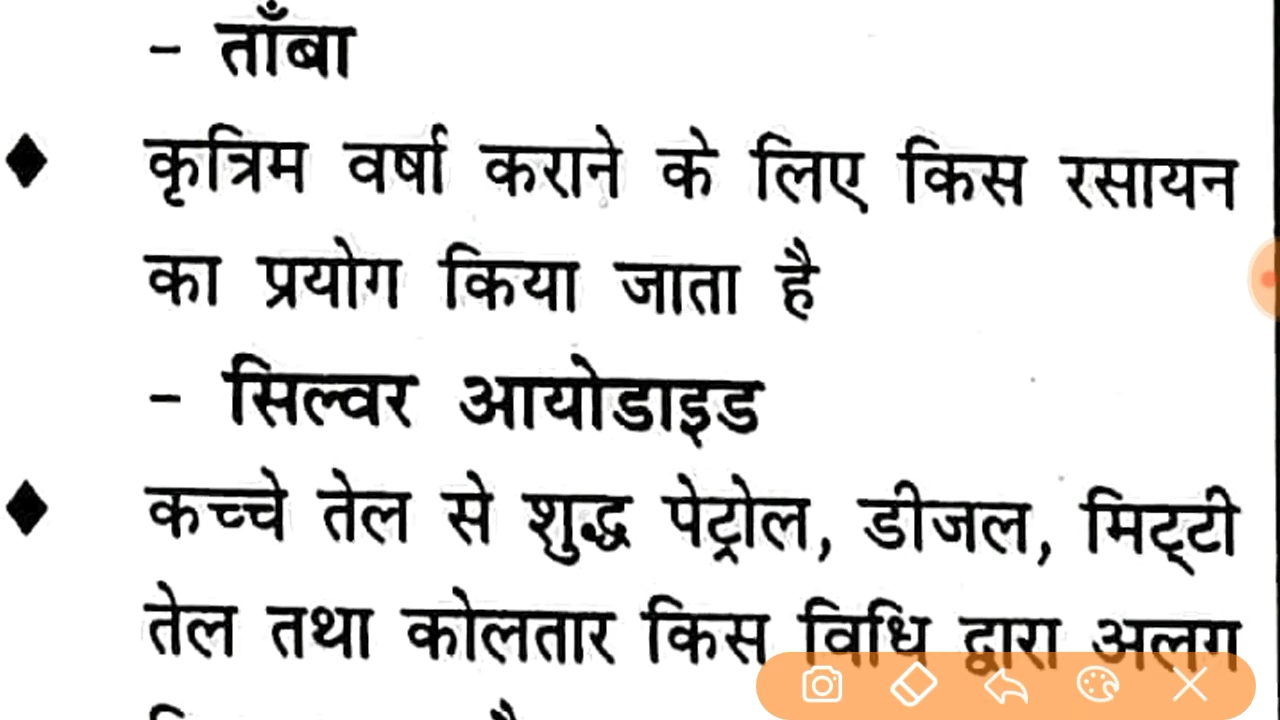 - ताँबा
♦ कृत्रिम वर्षा कराने के लिए किस रसायन
का प्रयोग किया जाता है
- सिल्वर आयोडाइड
♦ कच्चे तेल से शुद्ध पेट्रोल, डीजल, मिट्टी
तेल तथा कोलतार किस विधि द्वारा अलग